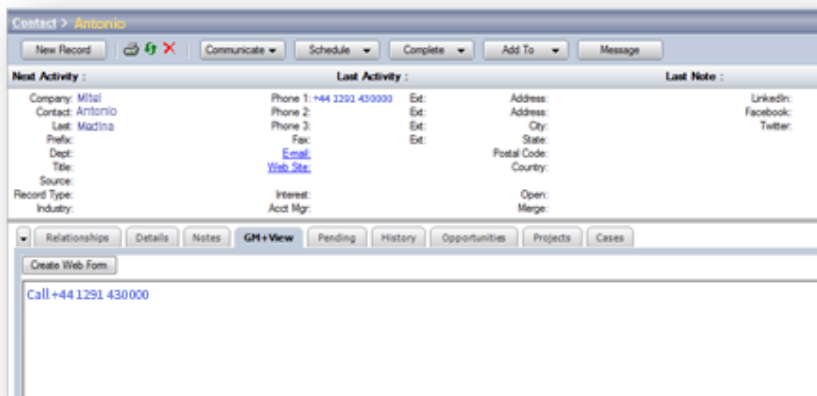 Contact > Antonio
New Record Communicate Schedule Complete Add To Message
Next Activity : Last Activity : Last Note :
Company: Mitel Phone 1: +44 1291 430000 Ext: Address: LinkedIn:
Contact: Antonio Phone 2: Ext: Address: Facebook:
Last: Madina Phone 3: Ext: City: Twitter:
Prefix: Fax: Ext: State:
Dept: E-mail: Postal Code:
Title: Web Site: Country:
Source:
Record Type: Interest: Open:
Industry: Acct Mgr: Merge:
Relationships Details Notes GM+View Pending History Opportunities Projects Cases
Create Web Form
Call +44 1291 430000